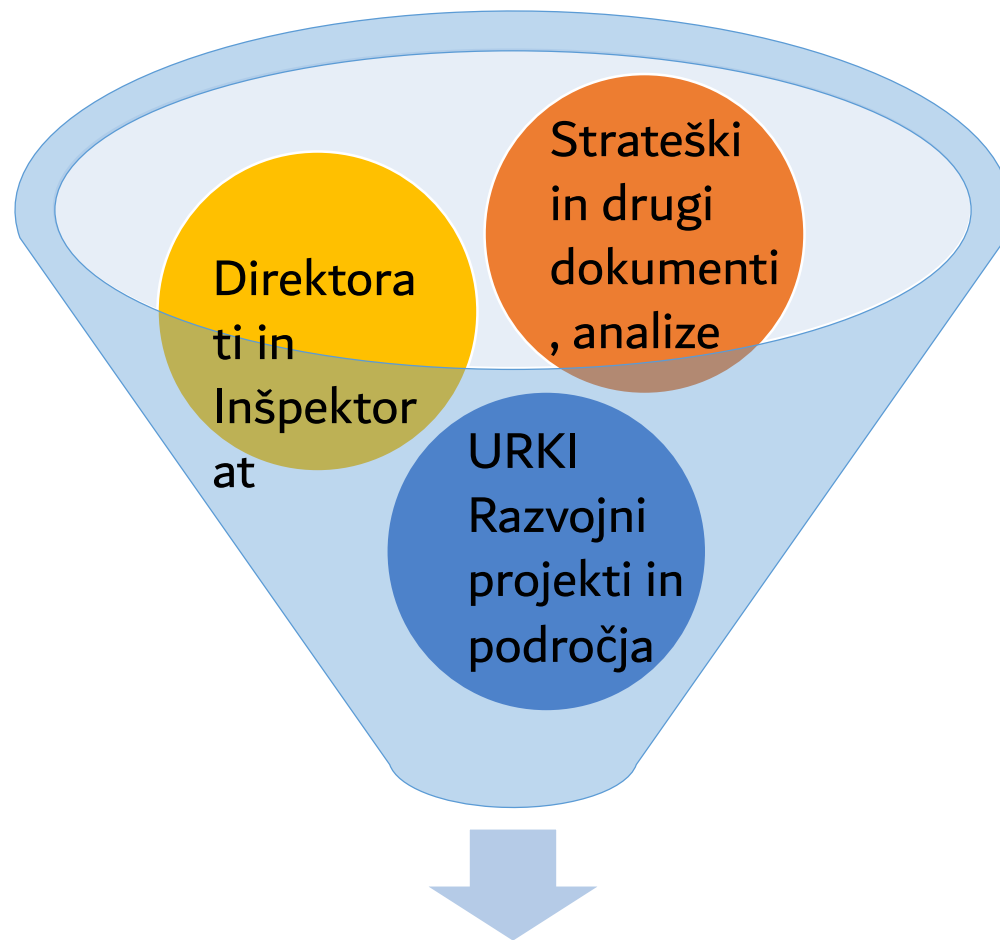 Strateški
in drugi
dokumenti
, analize
Direktora
ti in
Inšpektor
at
URKI
Razvojni
projekti in
področja